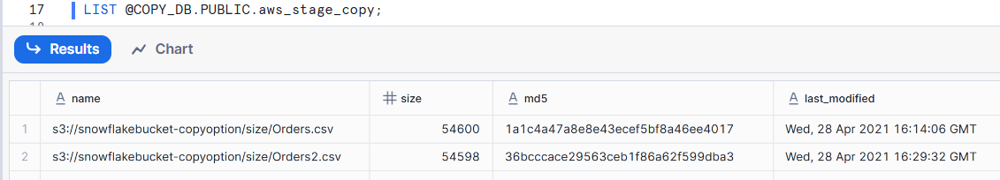 17 LIST @COPY_DB.PUBLIC.aws_stage_copy;
Results Chart
name size md5 last_modified
1 s3://snowflakebucket-copyoption/size/Orders.csv 54600 1a1c4a47a8e8e43ecef5bf8a46ee4017 Wed, 28 Apr 2021 16:14:06 GMT
2 s3://snowflakebucket-copyoption/size/Orders2.csv 54598 36bcccace29563ceb1f86a62f599dba3 Wed, 28 Apr 2021 16:29:32 GMT